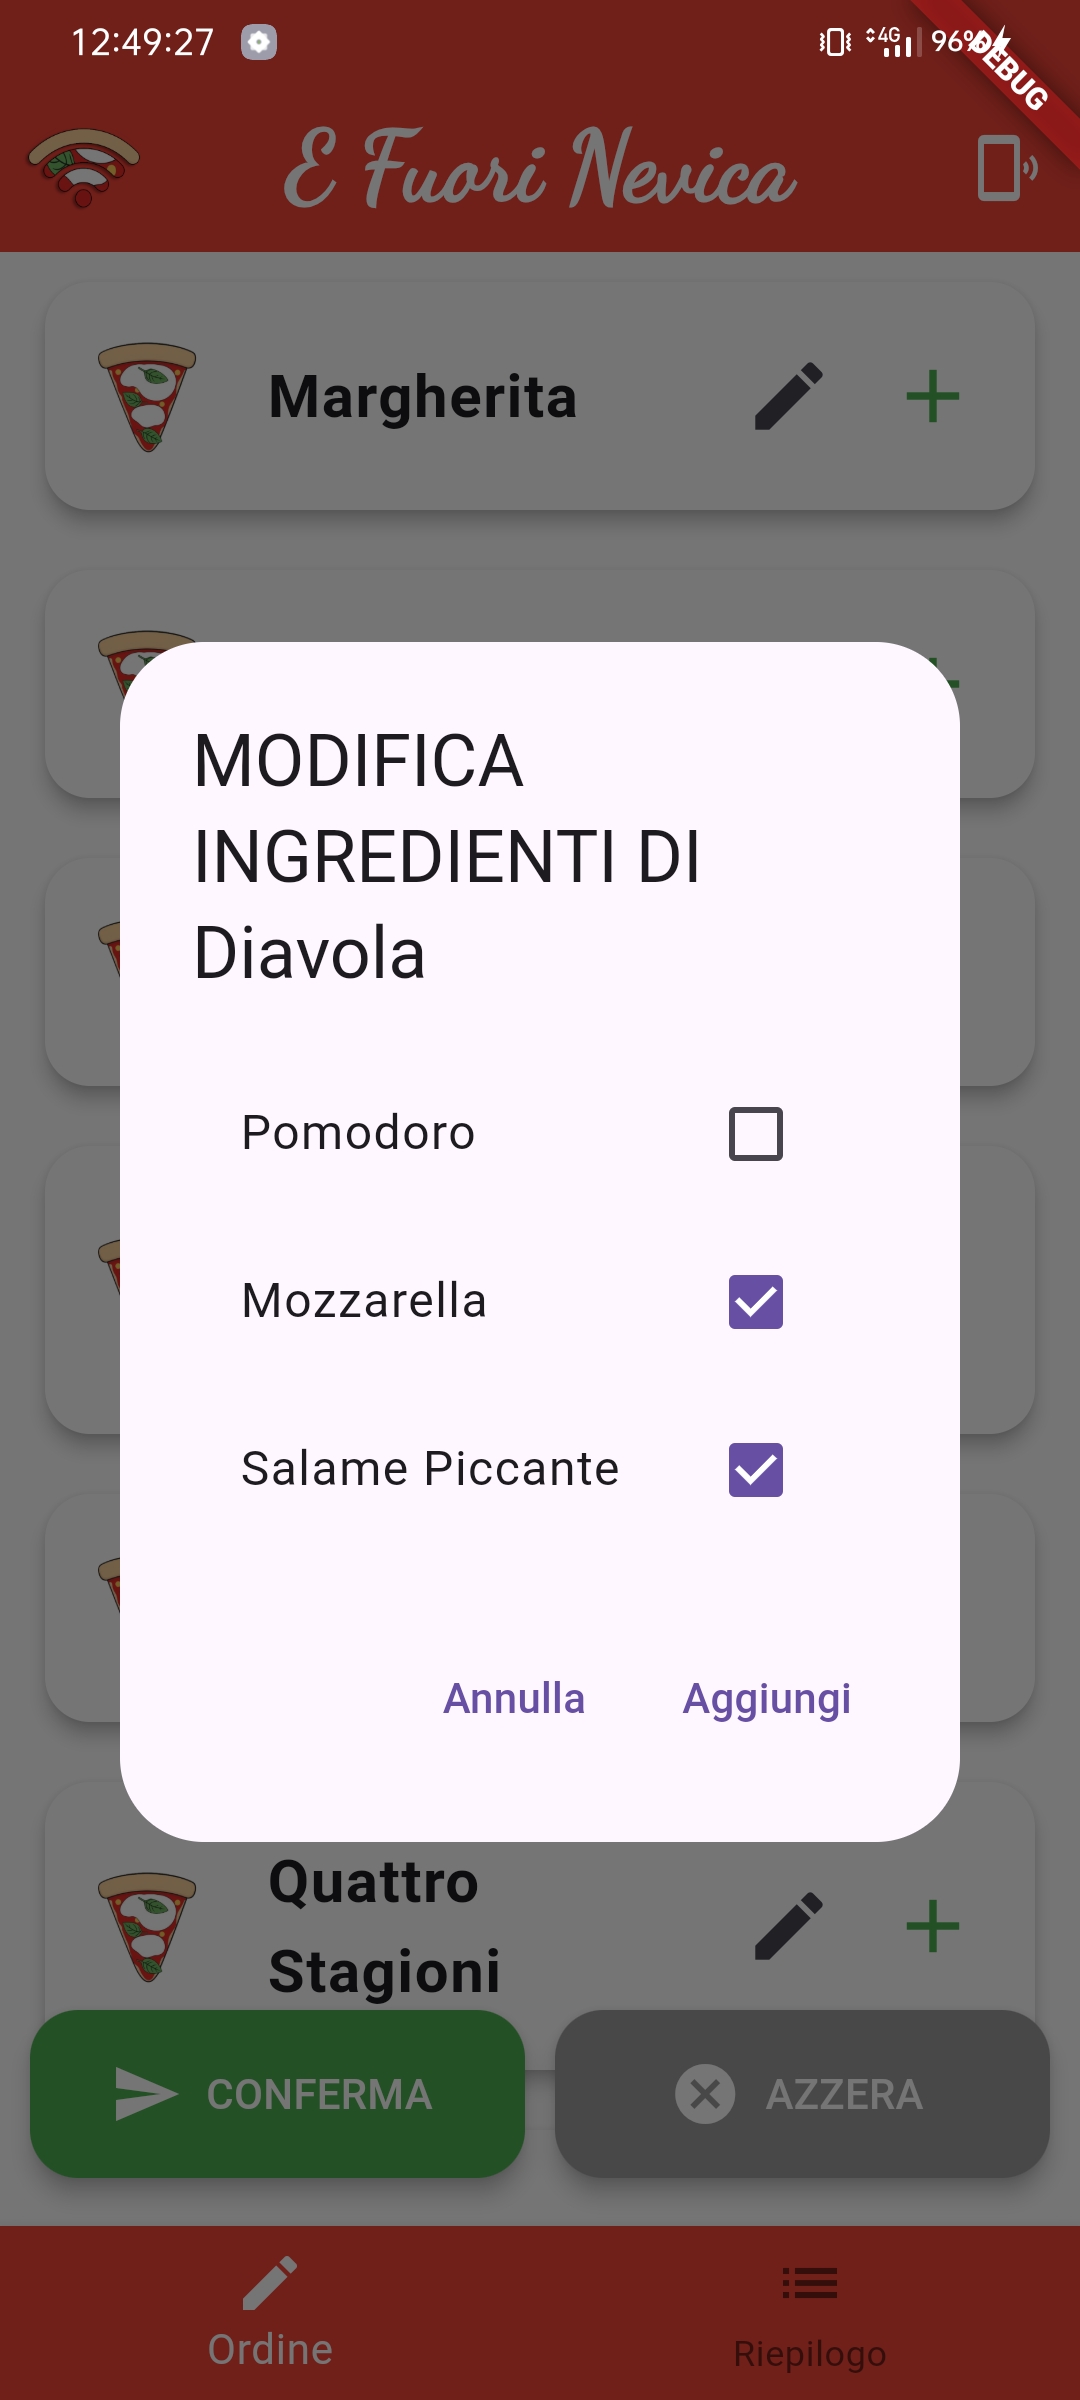 12:49:27
4G 96%
DEBUG
E Fuori Nevica
Margherita
MODIFICA
INGREDIENTI DI
Diavola
Pomodoro
Mozzarella
Salame Piccante
Annulla Aggiungi
Quattro
Stagioni
CONFERMA AZZERA
Ordine Riepilogo